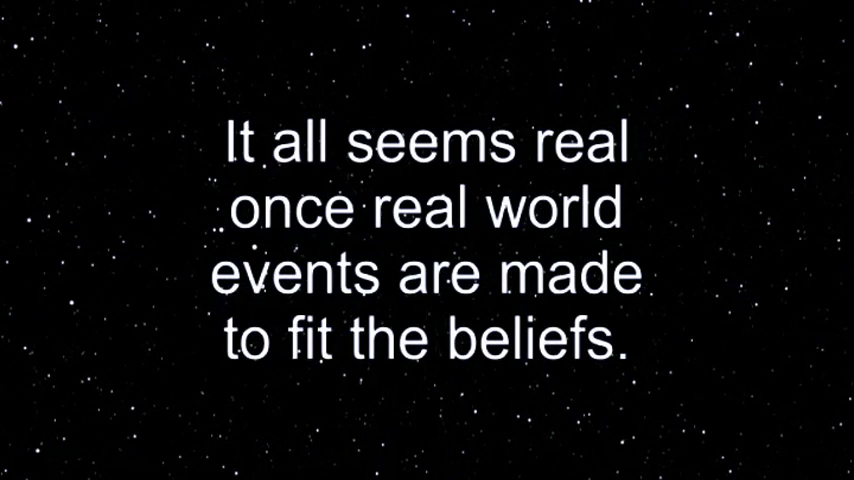 It all seems real
once real world
events are made
to fit the beliefs.